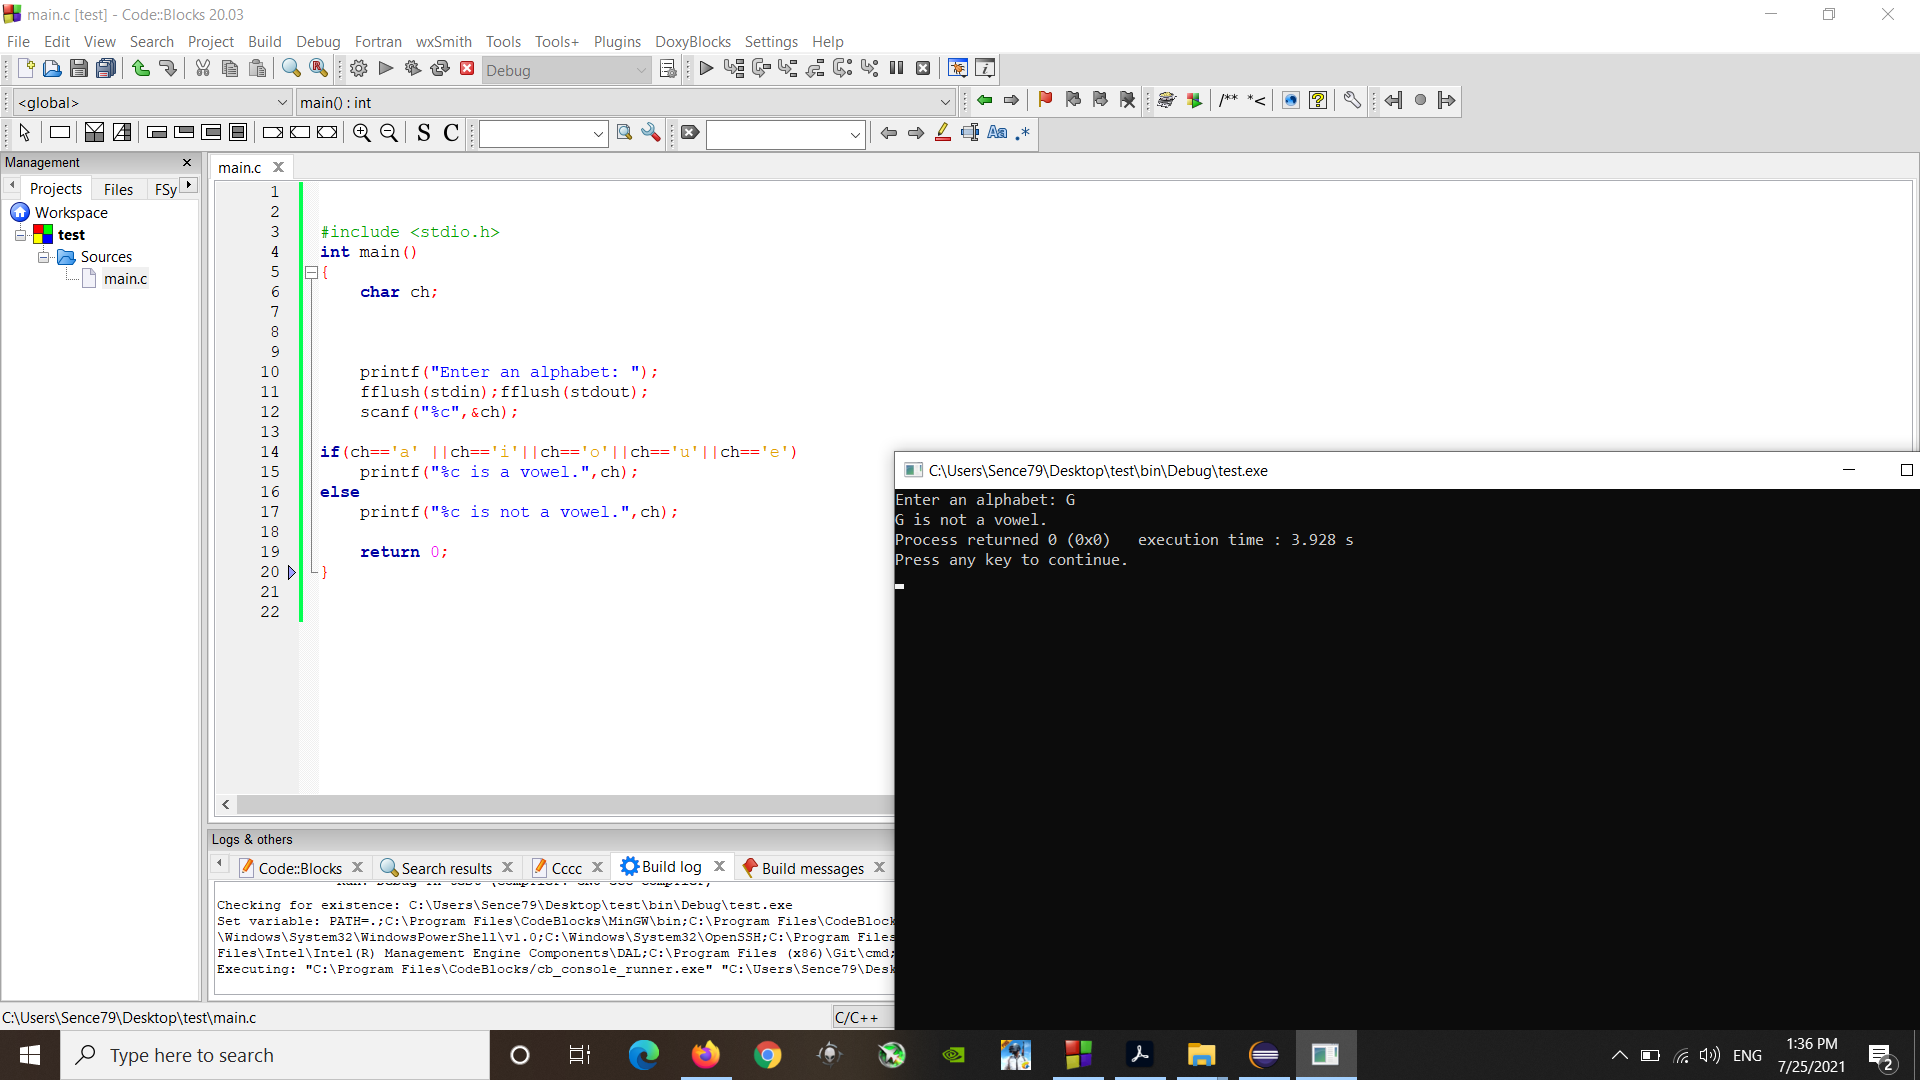 main.c [test] - Code::Blocks 20.03
File Edit View Search Project Build Debug Fortran wxSmith Tools Tools+ Plugins DoxyBlocks Settings Help
Debug
<global> main() : int
/** *<
S C Aa .*
Management
main.c
Projects Files FSy
Workspace
test
Sources
main.c
1
2
3 #include <stdio.h>
4 int main()
5 {
6 char ch;
7
8
9
10 printf("Enter an alphabet: ");
11 fflush(stdin);fflush(stdout);
12 scanf("%c",&ch);
13
14 if(ch=='a' ||ch=='i'||ch=='o'||ch=='u'||ch=='e')
15 printf("%c is a vowel.",ch);
16 else
17 printf("%c is not a vowel.",ch);
18
19 return 0;
20 }
21
22
C:\Users\Sence79\Desktop\test\bin\Debug\test.exe
Enter an alphabet: G
G is not a vowel.
Process returned 0 (0x0) execution time : 3.928 s
Press any key to continue.
Logs & others
Code::Blocks Search results Cccc Build log Build messages
Checking for existence: C:\Users\Sence79\Desktop\test\bin\Debug\test.exe
Set variable: PATH=.;C:\Program Files\CodeBlocks\MinGW\bin;C:\Program Files\CodeBlock
\Windows\System32\WindowsPowerShell\v1.0;C:\Windows\System32\OpenSSH;C:\Program Files
Files\Intel\Intel(R) Management Engine Components\DAL;C:\Program Files (x86)\Git\cmd;
Executing: "C:\Program Files\CodeBlocks/cb_console_runner.exe" "C:\Users\Sence79\Desk
C:\Users\Sence79\Desktop\test\main.c
C/C++
Type here to search
ENG
1:36 PM
7/25/2021
2